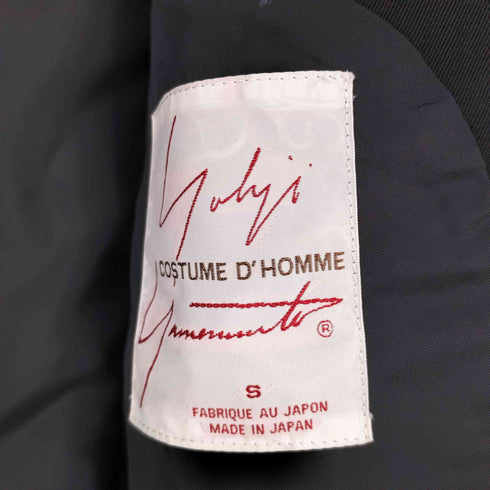 Yohji
COSTUME D'HOMME
Yamamoto ®
S
FABRIQUE AU JAPON
MADE IN JAPAN